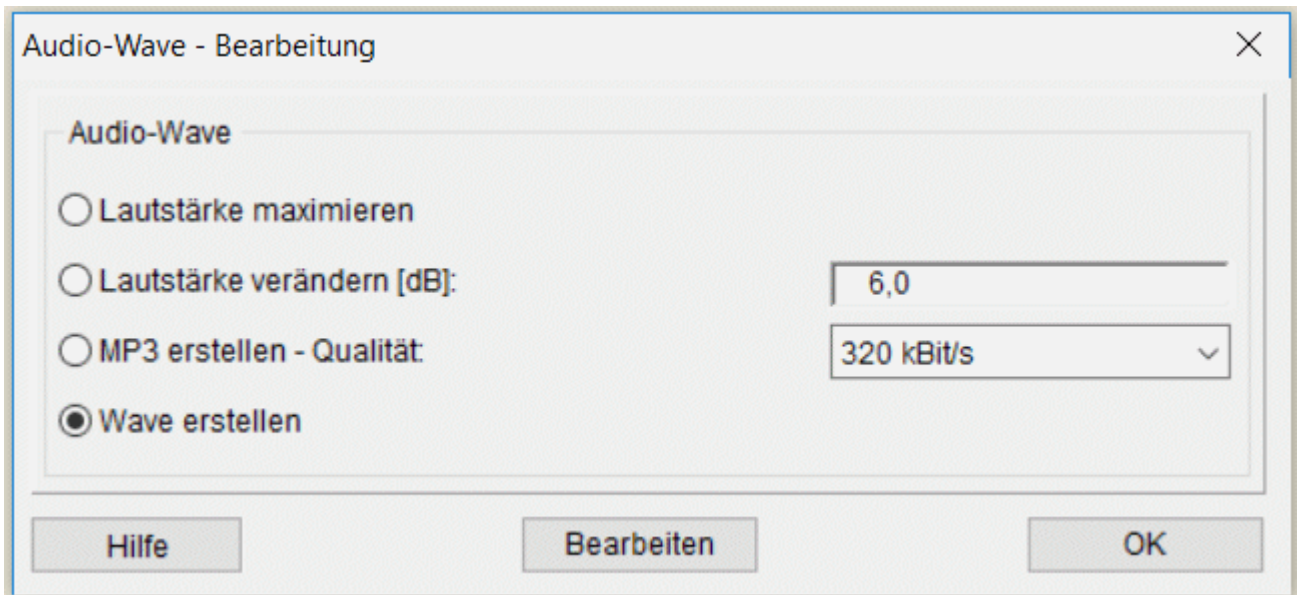 Audio-Wave - Bearbeitung
Audio-Wave
Lautstärke maximieren
Lautstärke verändern [dB]: 6,0
MP3 erstellen - Qualität: 320 kBit/s
Wave erstellen
Hilfe Bearbeiten OK